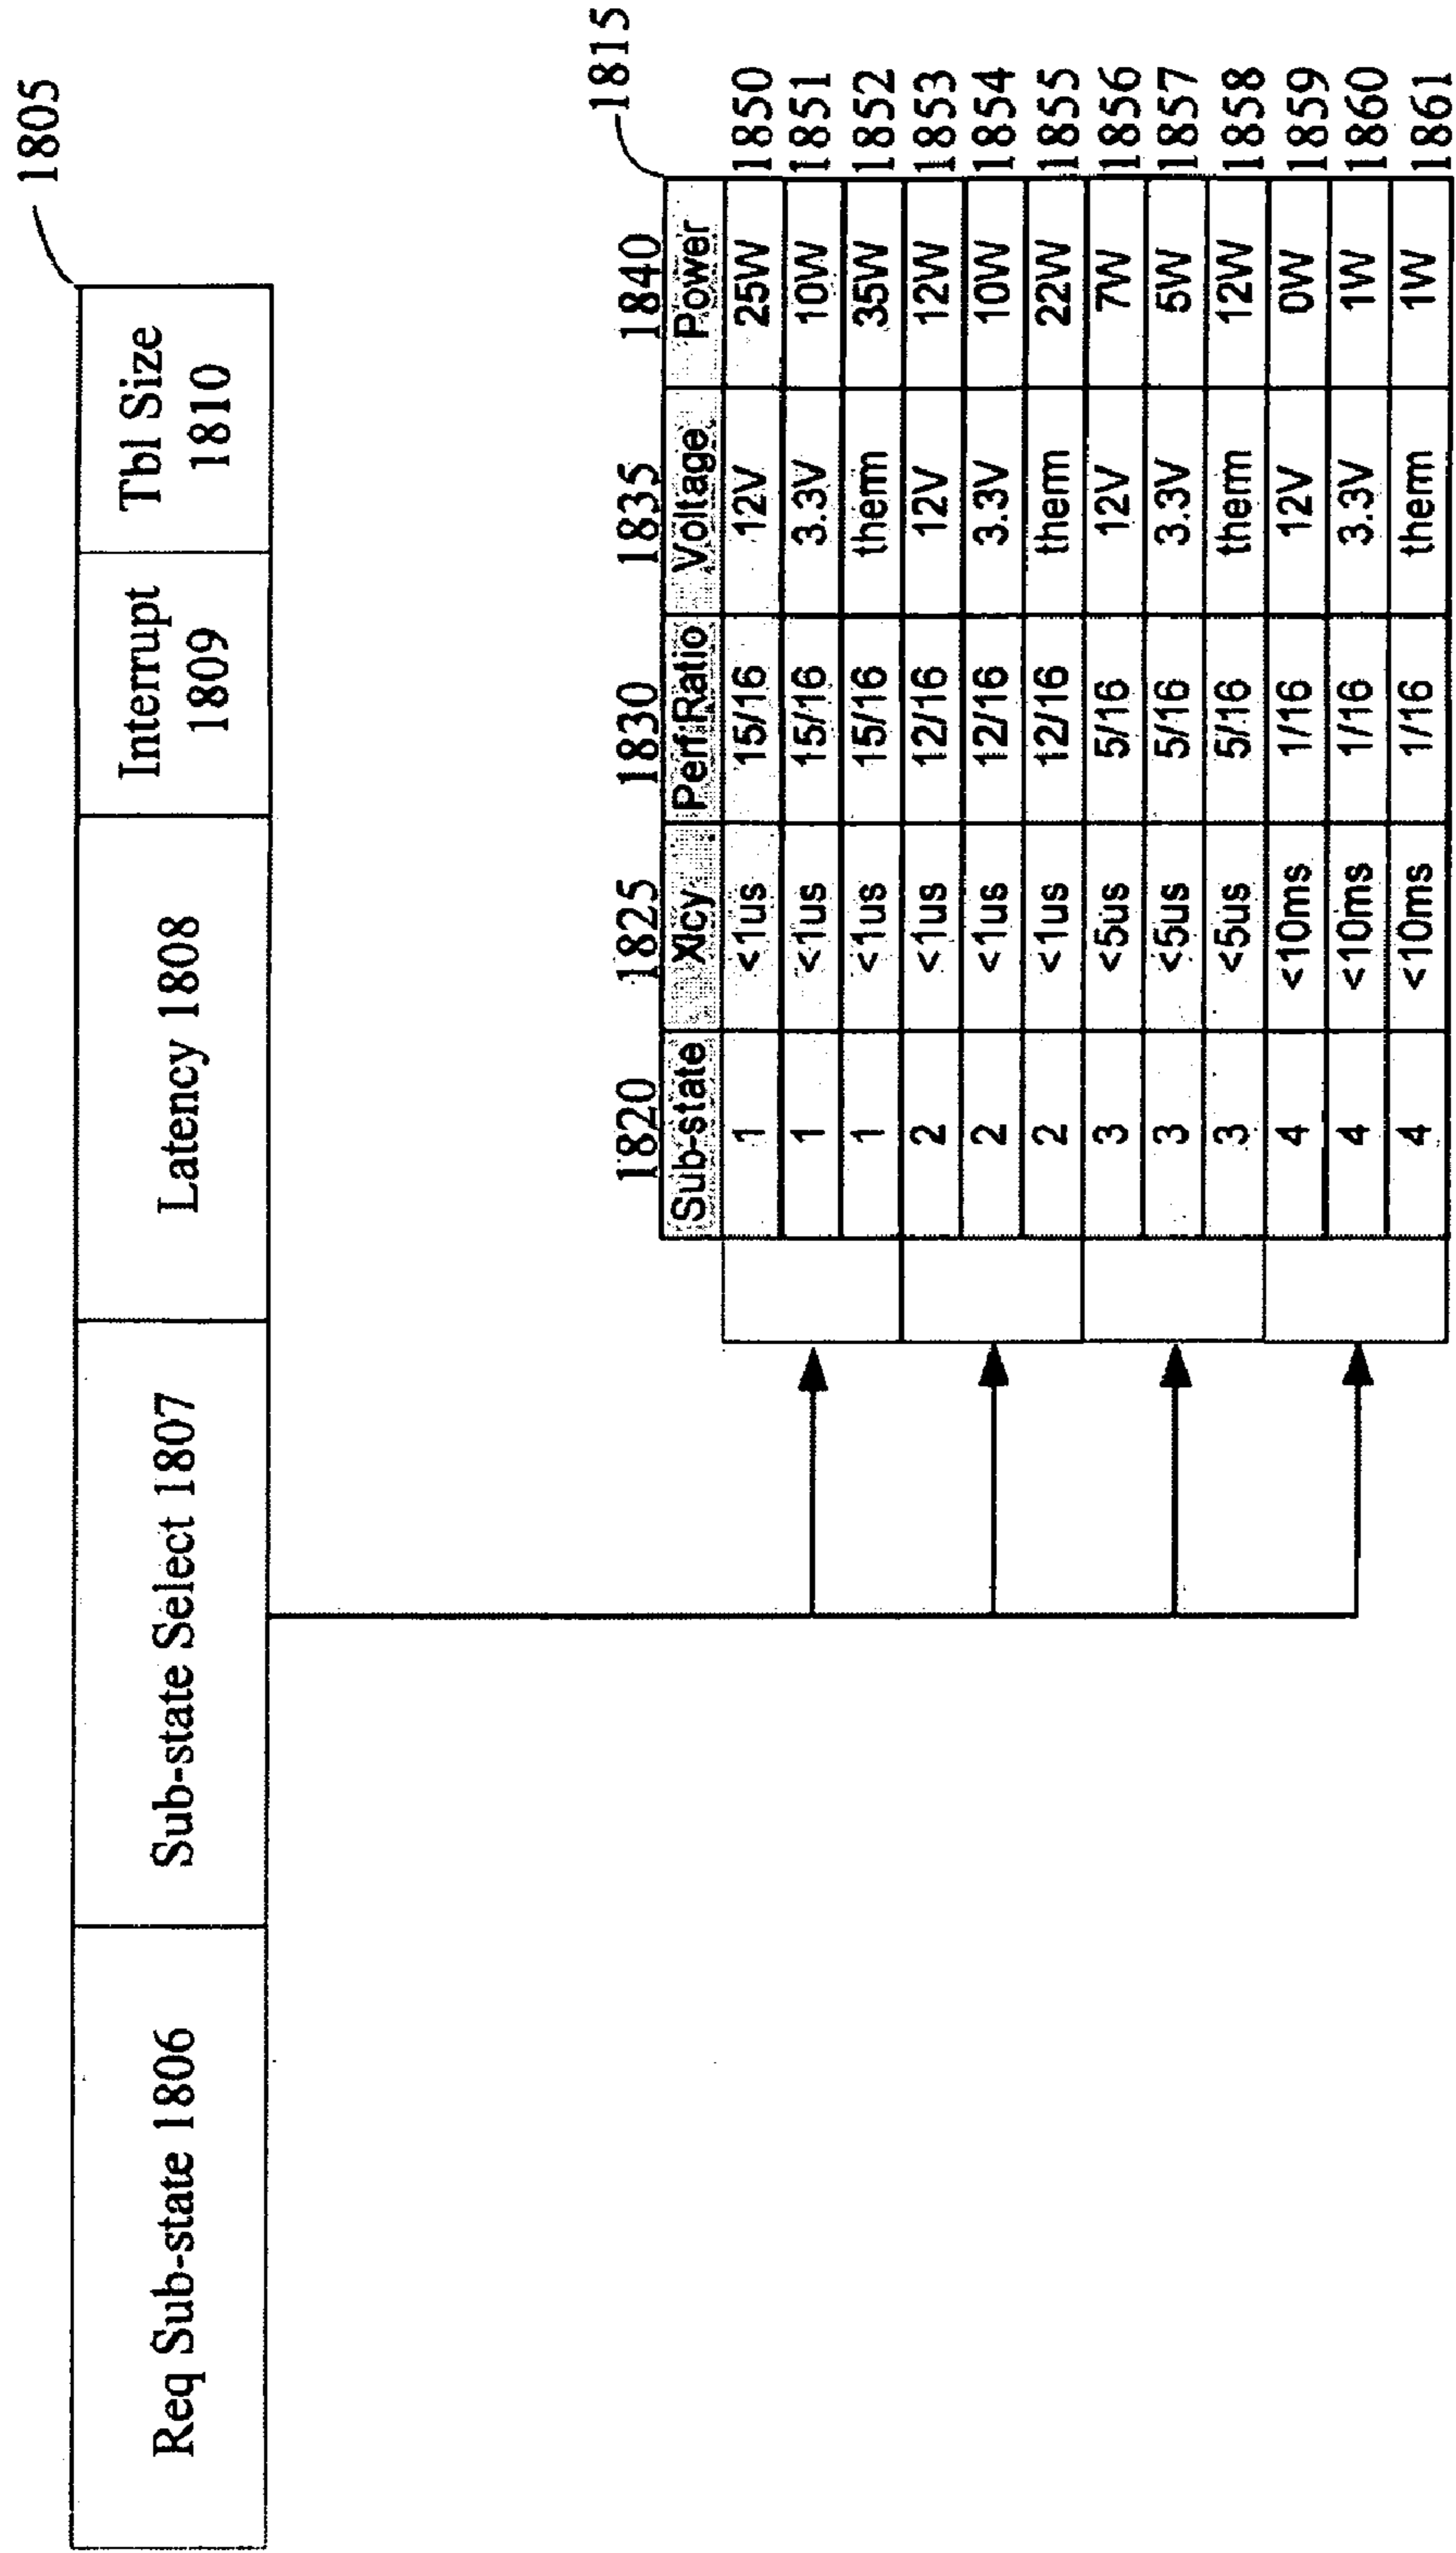 1805
Req Sub-state 1806
Sub-state Select 1807
Latency 1808
Interrupt
1809
Tbl Size
1810
1815
1820 1825 1830 1835 1840
Sub-state Xlcy Perf Ratio Voltage Power
1 <1us 15/16 12V 25W 1850
1 <1us 15/16 3.3V 10W 1851
1 <1us 15/16 therm 35W 1852
2 <1us 12/16 12V 12W 1853
2 <1us 12/16 3.3V 10W 1854
2 <1us 12/16 therm 22W 1855
3 <5us 5/16 12V 7W 1856
3 <5us 5/16 3.3V 5W 1857
3 <5us 5/16 therm 12W 1858
4 <10ms 1/16 12V 0W 1859
4 <10ms 1/16 3.3V 1W 1860
4 <10ms 1/16 therm 1W 1861